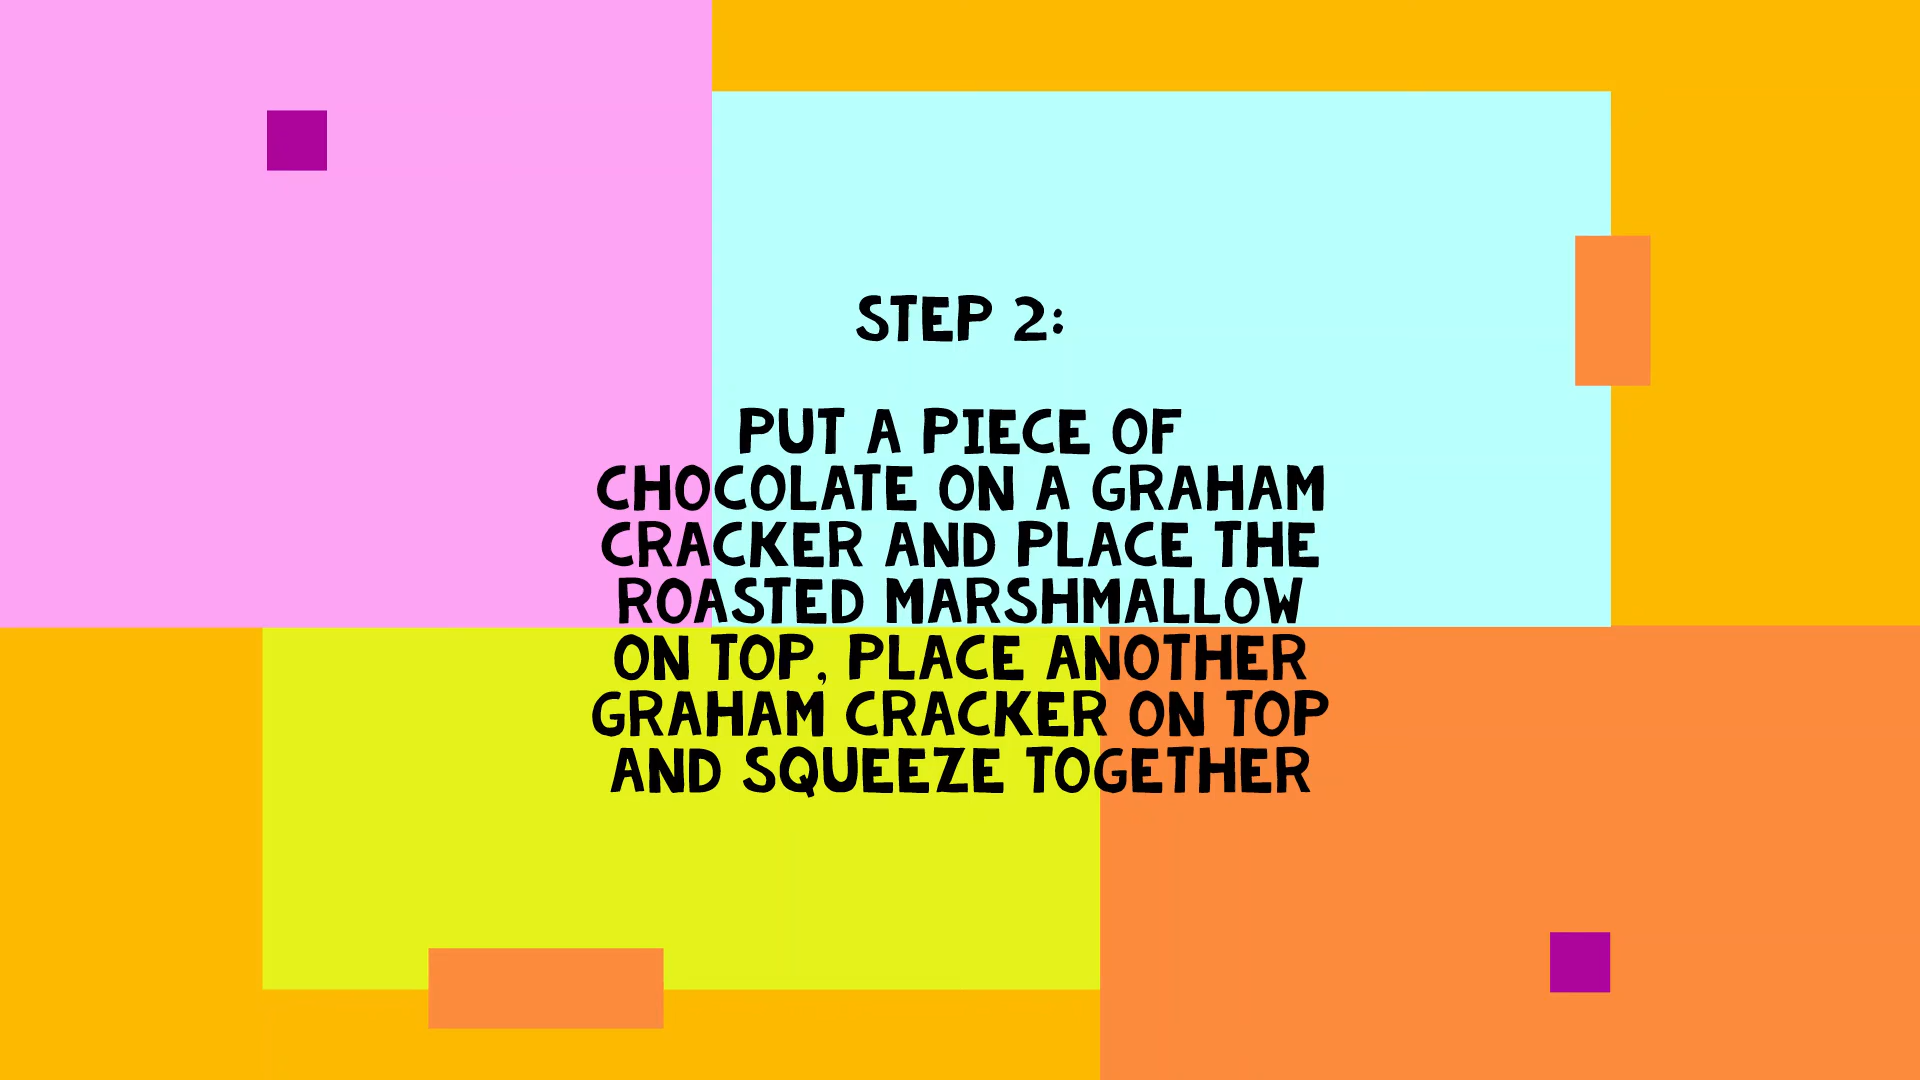 STEP 2:
PUT A PIECE OF
CHOCOLATE ON A GRAHAM
CRACKER AND PLACE THE
ROASTED MARSHMALLOW
ON TOP, PLACE ANOTHER
GRAHAM CRACKER ON TOP
AND SQUEEZE TOGETHER